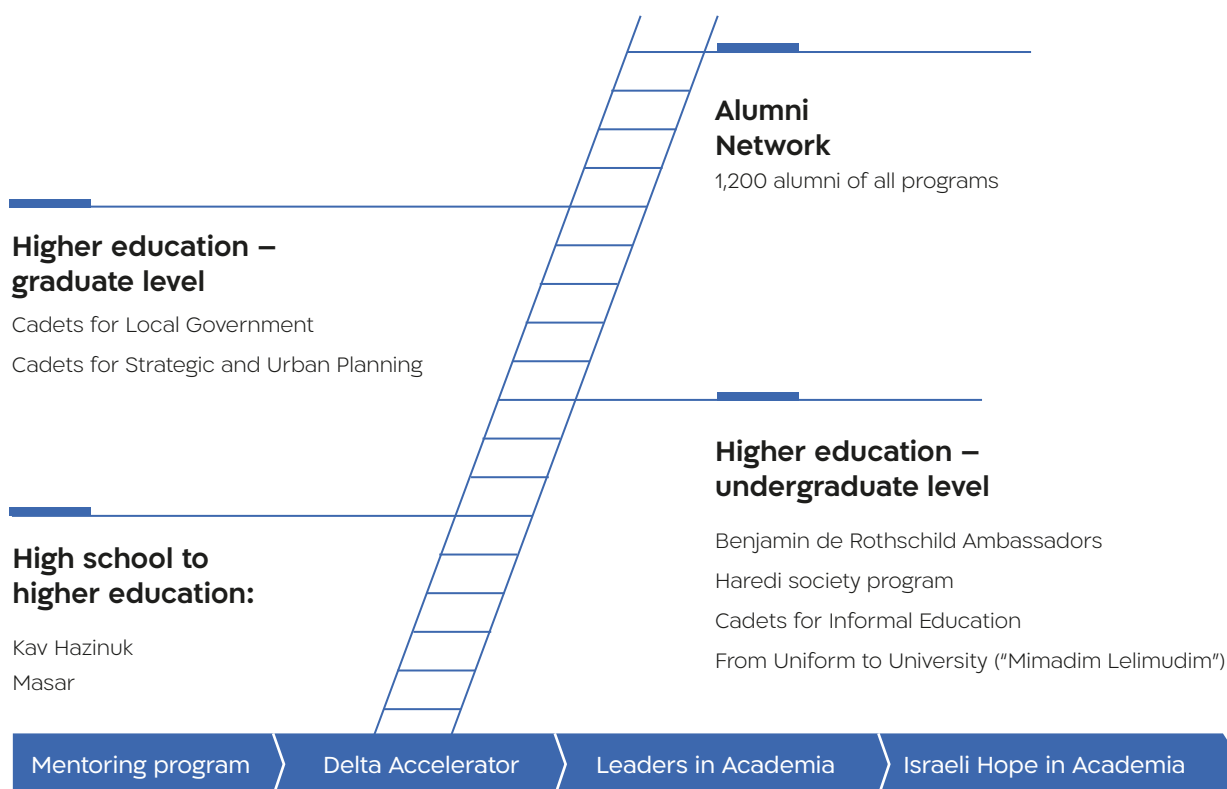 Alumni
Network
1,200 alumni of all programs
Higher education –
graduate level
Cadets for Local Government
Cadets for Strategic and Urban Planning
Higher education –
undergraduate level
Benjamin de Rothschild Ambassadors
Haredi society program
Cadets for Informal Education
From Uniform to University (“Mimadim Lelimudim”)
High school to
higher education:
Kav Hazinuk
Masar
Mentoring program
Delta Accelerator
Leaders in Academia
Israeli Hope in Academia